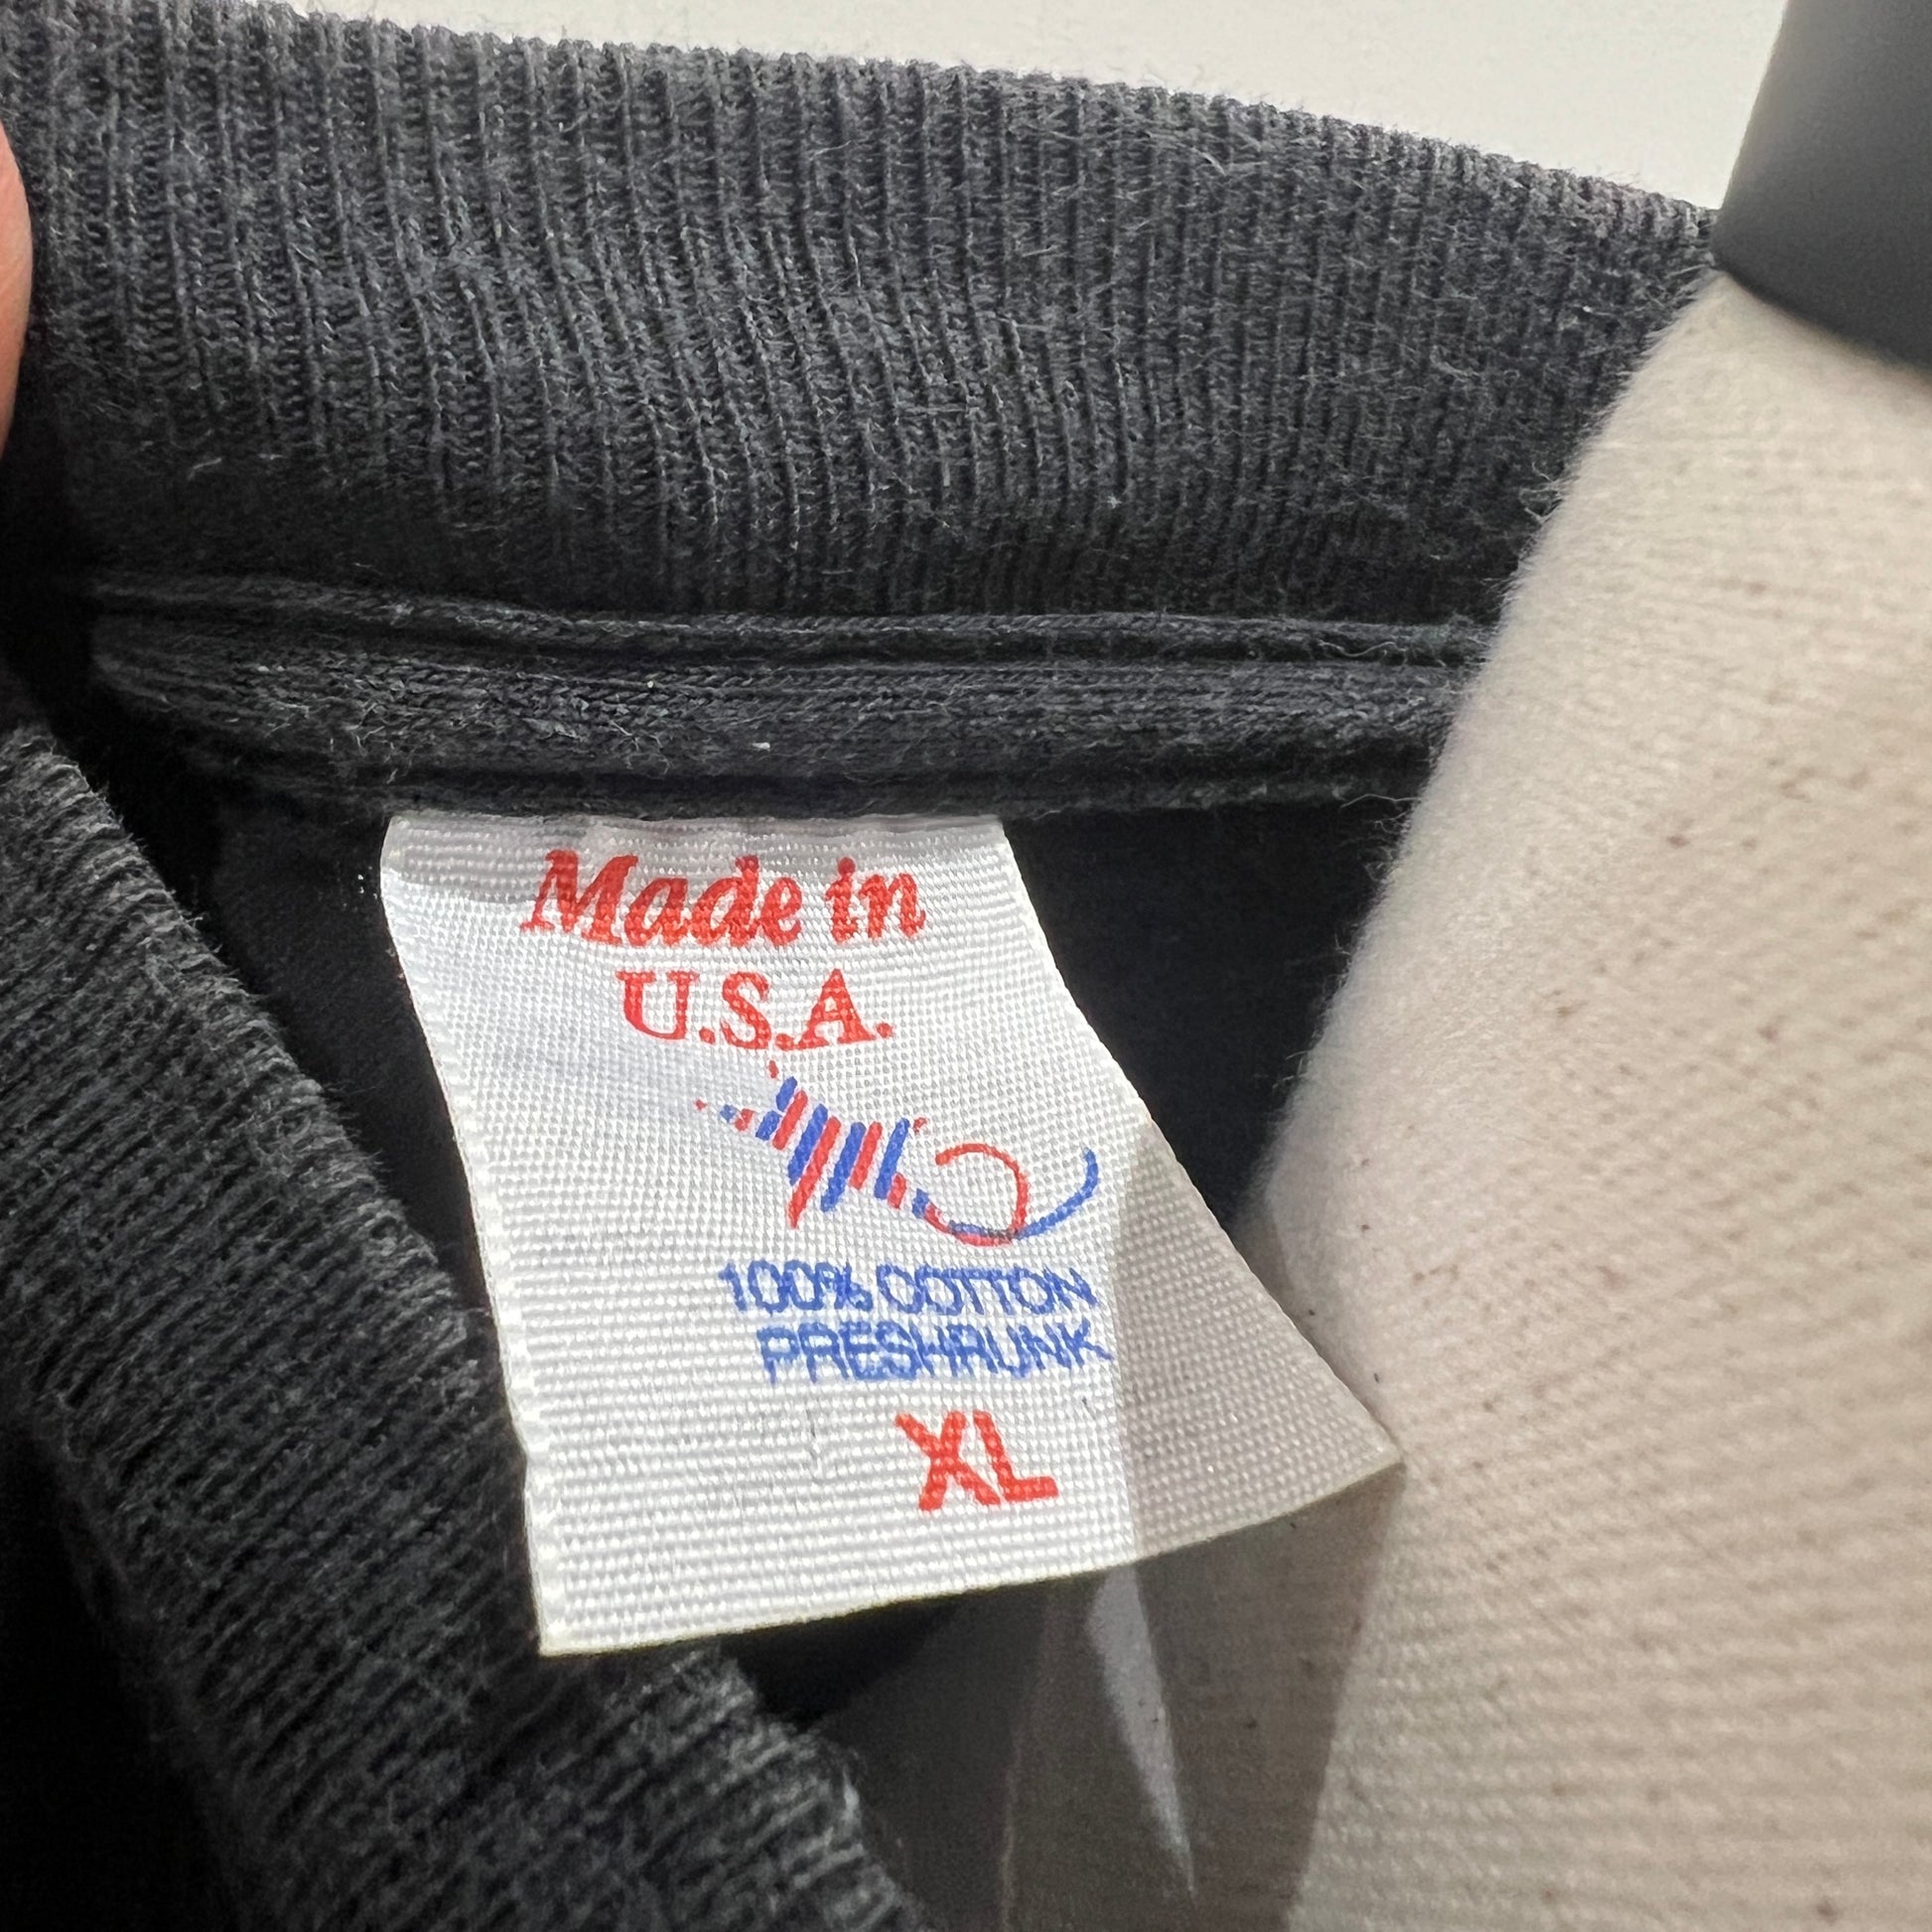 Made in
U.S.A.
100% COTTON
PRESHRUNK
XL